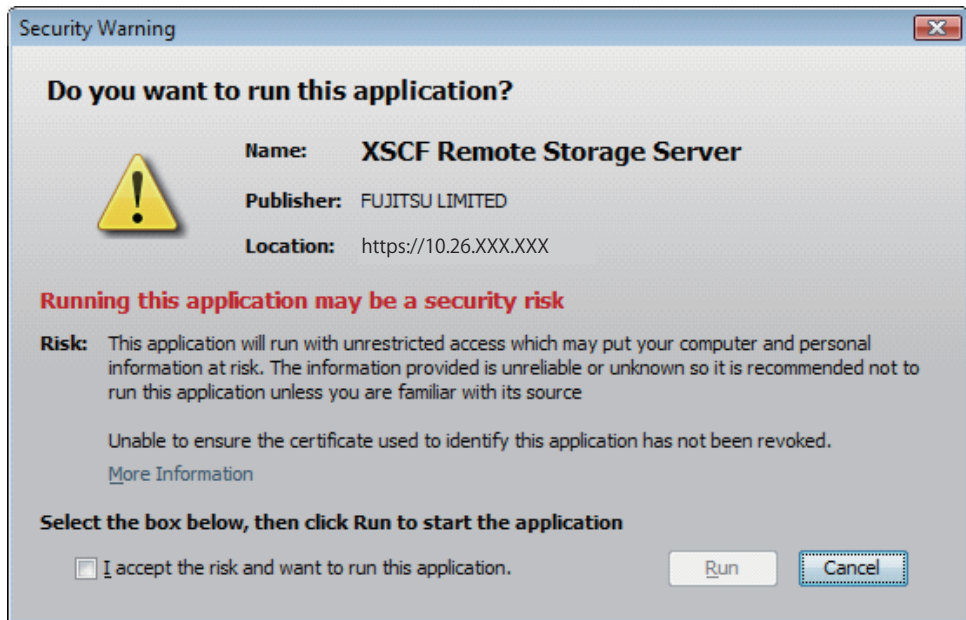 Security Warning
Do you want to run this application?
Name: XSCF Remote Storage Server
Publisher: FUJITSU LIMITED
Location: https://10.26.XXX.XXX
Running this application may be a security risk
Risk: This application will run with unrestricted access which may put your computer and personal
information at risk. The information provided is unreliable or unknown so it is recommended not to
run this application unless you are familiar with its source
Unable to ensure the certificate used to identify this application has not been revoked.
More Information
Select the box below, then click Run to start the application
I accept the risk and want to run this application. Run Cancel